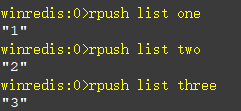 winredis:0>rpush list one
"1"
winredis:0>rpush list two
"2"
winredis:0>rpush list three
"3"